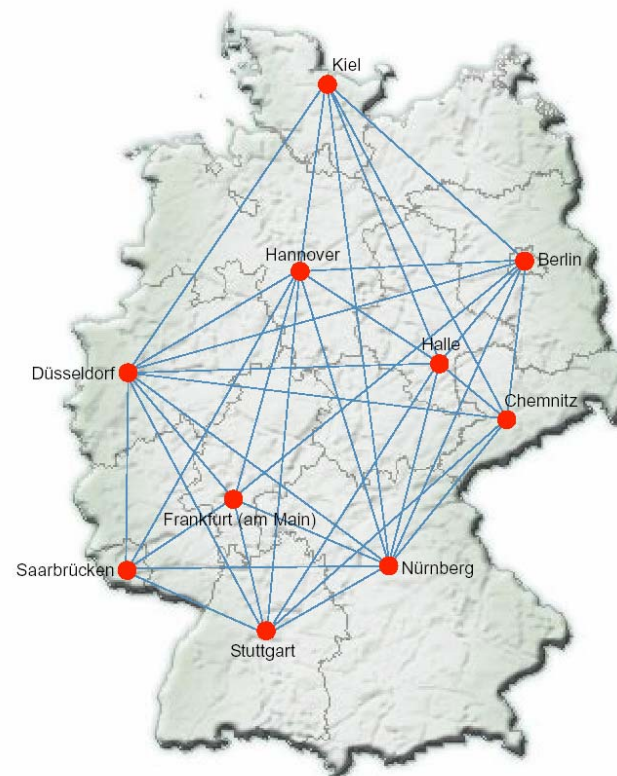 Kiel
Hannover
Berlin
Halle
Düsseldorf
Chemnitz
Frankfurt (am Main)
Saarbrücken
Nürnberg
Stuttgart